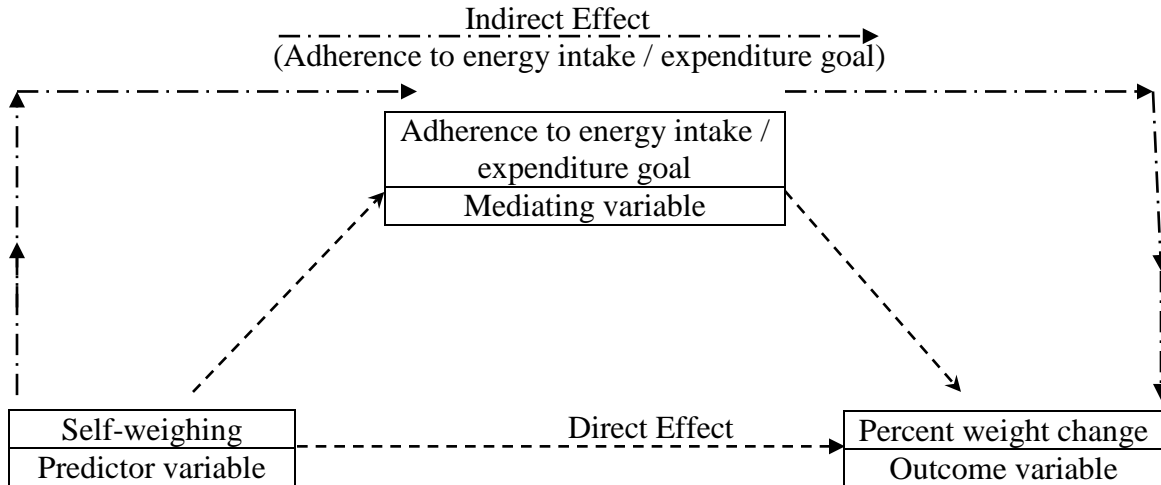 Indirect Effect
(Adherence to energy intake / expenditure goal)
Adherence to energy intake /
expenditure goal
Mediating variable
Self-weighing
Predictor variable
Direct Effect
Percent weight change
Outcome variable